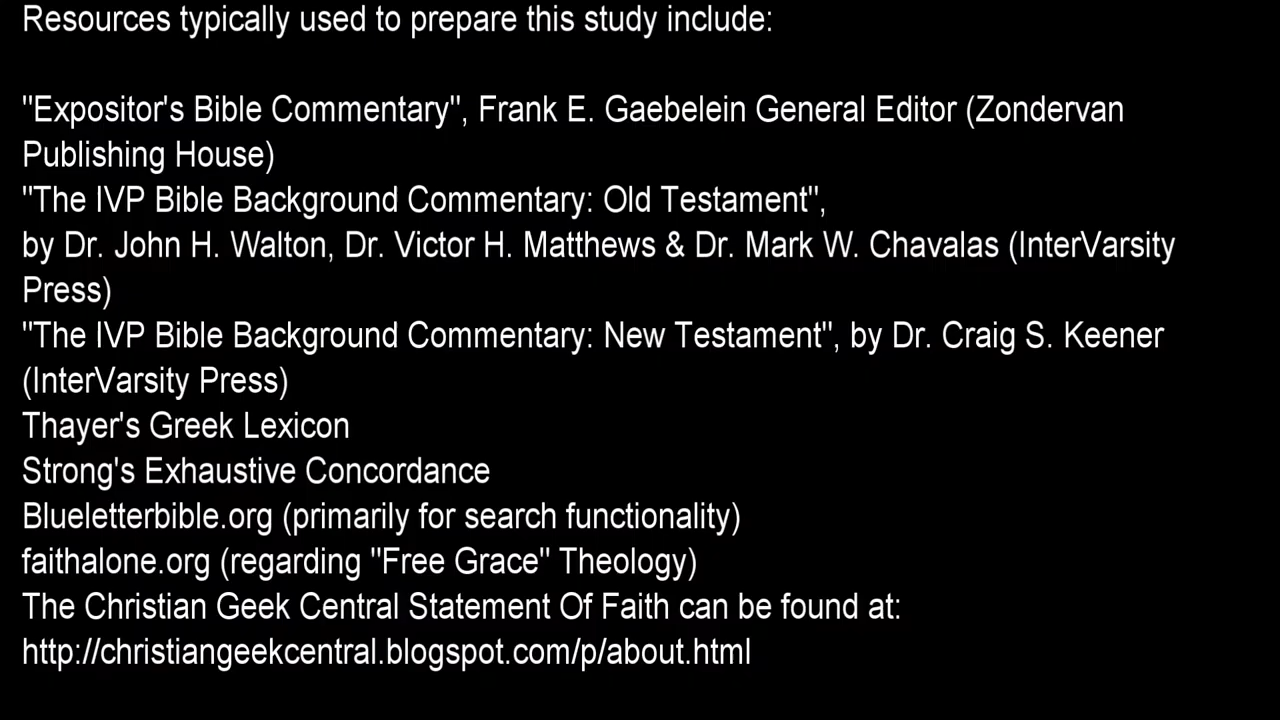 Resources typically used to prepare this study include:
"Expositor's Bible Commentary", Frank E. Gaebelein General Editor (Zondervan
Publishing House)
"The IVP Bible Background Commentary: Old Testament",
by Dr. John H. Walton, Dr. Victor H. Matthews & Dr. Mark W. Chavalas (InterVarsity
Press)
"The IVP Bible Background Commentary: New Testament", by Dr. Craig S. Keener
(InterVarsity Press)
Thayer's Greek Lexicon
Strong's Exhaustive Concordance
Blueletterbible.org (primarily for search functionality)
faithalone.org (regarding "Free Grace" Theology)
The Christian Geek Central Statement Of Faith can be found at:
http://christiangeekcentral.blogspot.com/p/about.html